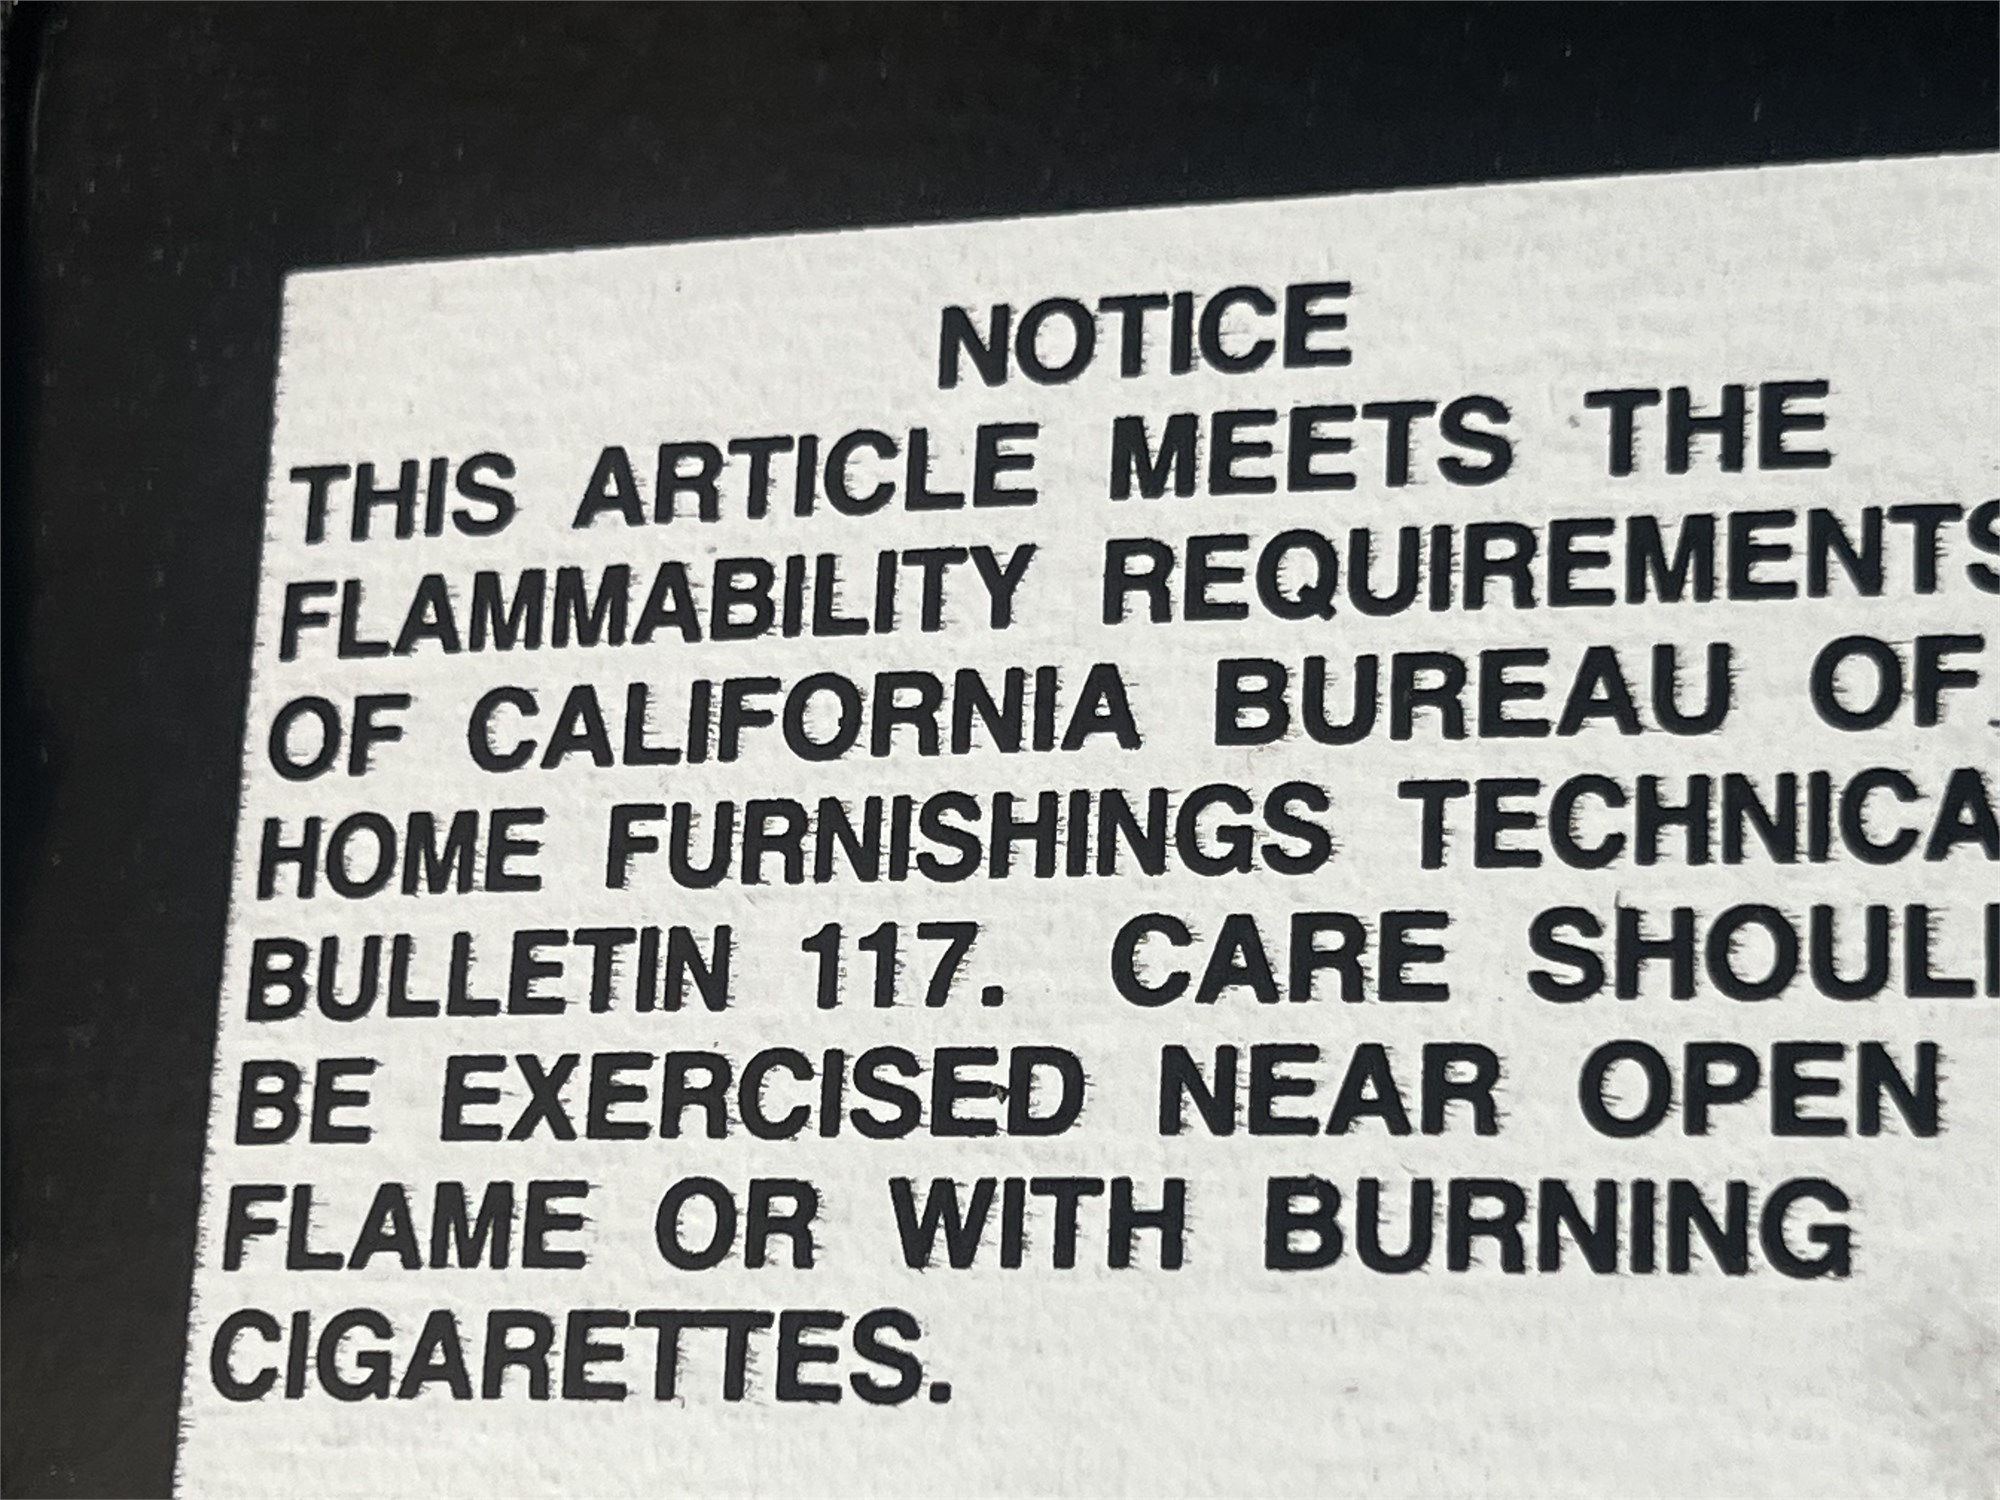 NOTICE
THIS ARTICLE MEETS THE
FLAMMABILITY REQUIREMENTS
OF CALIFORNIA BUREAU OF
HOME FURNISHINGS TECHNICA
BULLETIN 117. CARE SHOUL
BE EXERCISED NEAR OPEN
FLAME OR WITH BURNING
CIGARETTES.